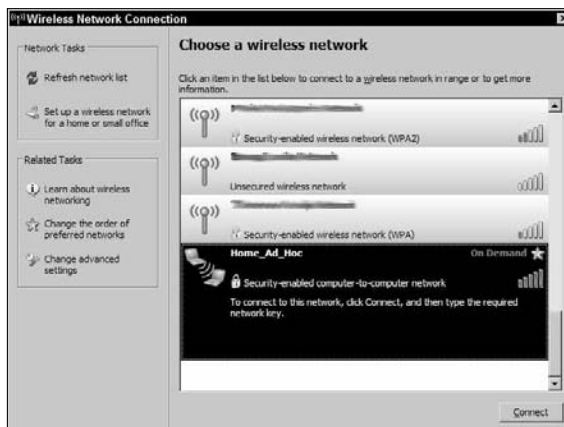 Wireless Network Connection
Network Tasks
Refresh network list
Set up a wireless network
for a home or small office
Related Tasks
Learn about wireless
networking
Change the order of
preferred networks
Change advanced
settings
Choose a wireless network
Click an item in the list below to connect to a wireless network in range or to get more
information.
Security-enabled wireless network (WPA2)
Unsecured wireless network
Security-enabled wireless network (WPA)
Home_Ad_Hoc
On Demand
Security-enabled computer-to-computer network
To connect to this network, click Connect, and then type the required
network key.
Connect